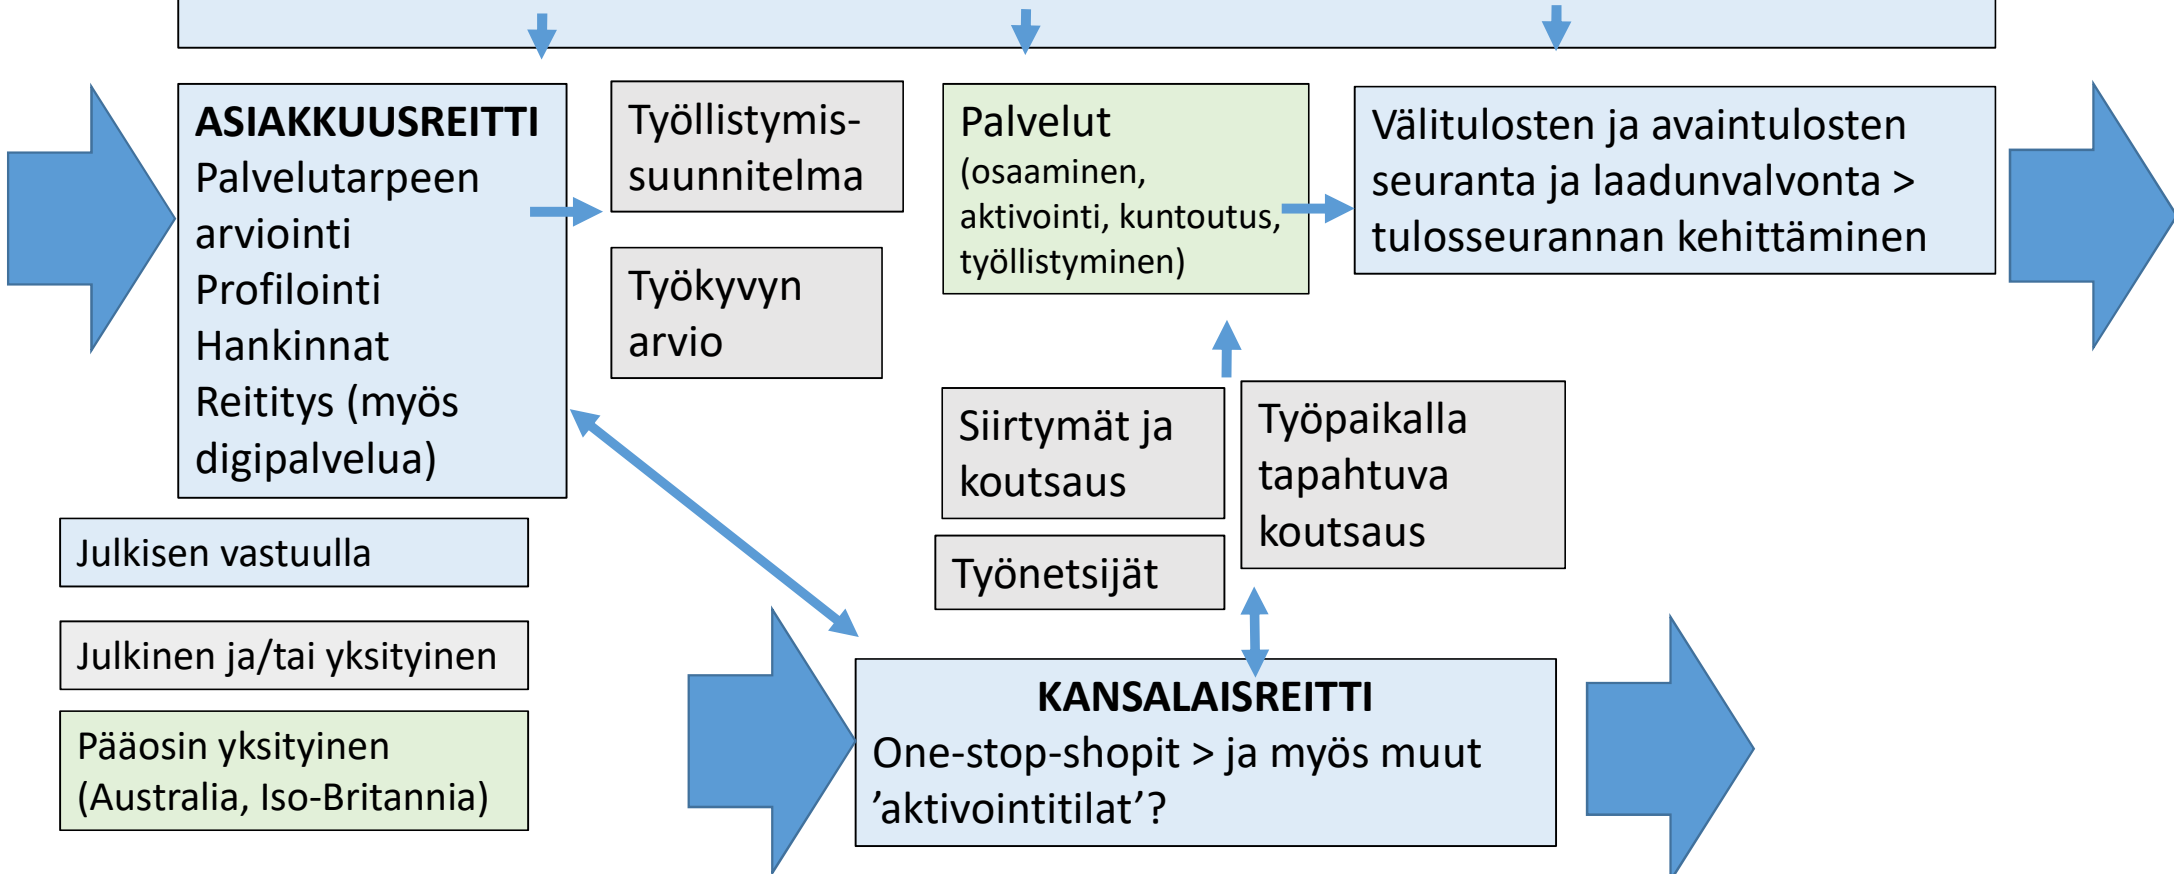 ASIAKKUUSREITTI
Palvelutarpeen
arviointi
Profilointi
Hankinnat
Reititys (myös
digipalvelua)
Työllistymis-
suunnitelma
Työkyvyn
arvio
Palvelut
(osaaminen,
aktivointi, kuntoutus,
työllistyminen)
Välitulosten ja avaintulosten
seuranta ja laadunvalvonta >
tulosseurannan kehittäminen
Siirtymät ja
koutsaus
Työpaikalla
tapahtuva
koutsaus
Työnetsijät
Julkisen vastuulla
Julkinen ja/tai yksityinen
Pääosin yksityinen
(Australia, Iso-Britannia)
KANSALAISREITTI
One-stop-shopit > ja myös muut
’aktivointitilat’?